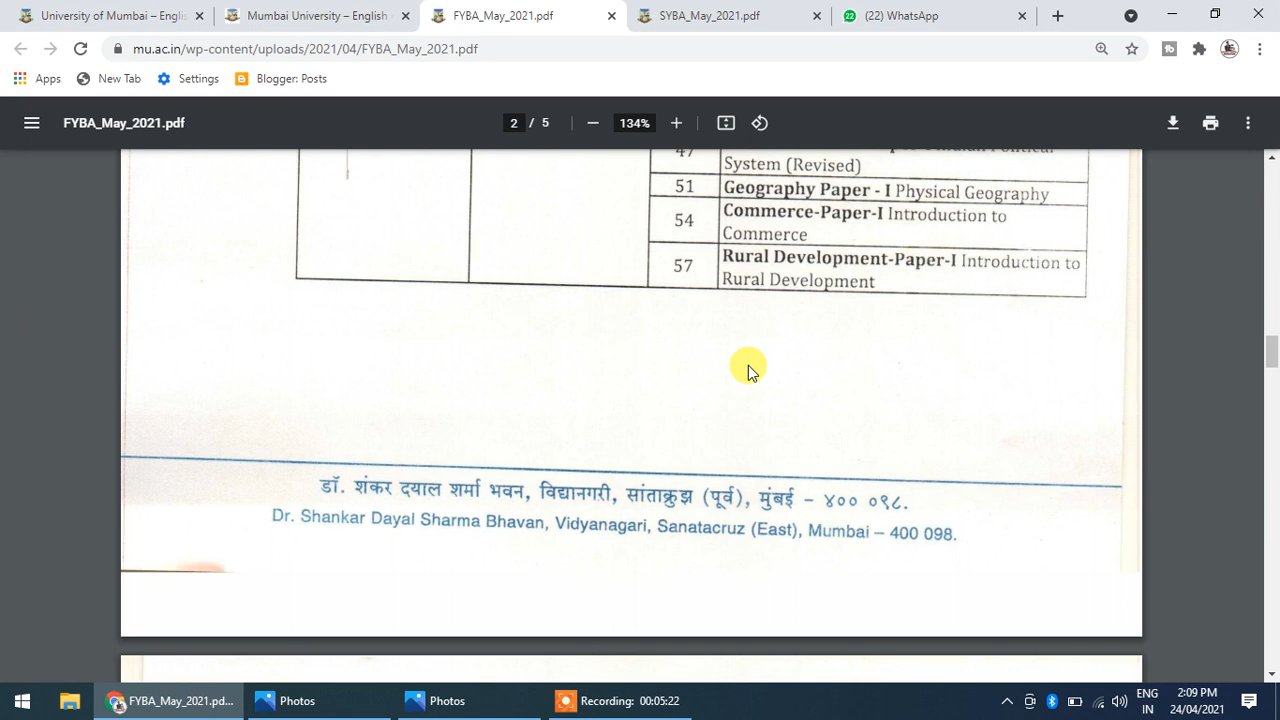 University of Mumbai – Englis
Mumbai University – English
FYBA_May_2021.pdf
SYBA_May_2021.pdf
22
(22) WhatsApp
mu.ac.in/wp-content/uploads/2021/04/FYBA_May_2021.pdf
Apps
New Tab
Settings
Blogger: Posts
FYBA_May_2021.pdf
2 / 5
134%
47
System (Revised)
51 Geography Paper - I Physical Geography
54 Commerce-Paper-I Introduction to
Commerce
57 Rural Development-Paper-I Introduction to
Rural Development
डॉ. शंकर दयाल शर्मा भवन, विद्यानगरी, सांताक्रुझ (पूर्व), मुंबई – ४०० ०९८.
Dr. Shankar Dayal Sharma Bhavan, Vidyanagari, Sanatacruz (East), Mumbai – 400 098.
FYBA_May_2021.pd...
Photos
Photos
Recording: 00:05:22
ENG
IN
2:09 PM
24/04/2021